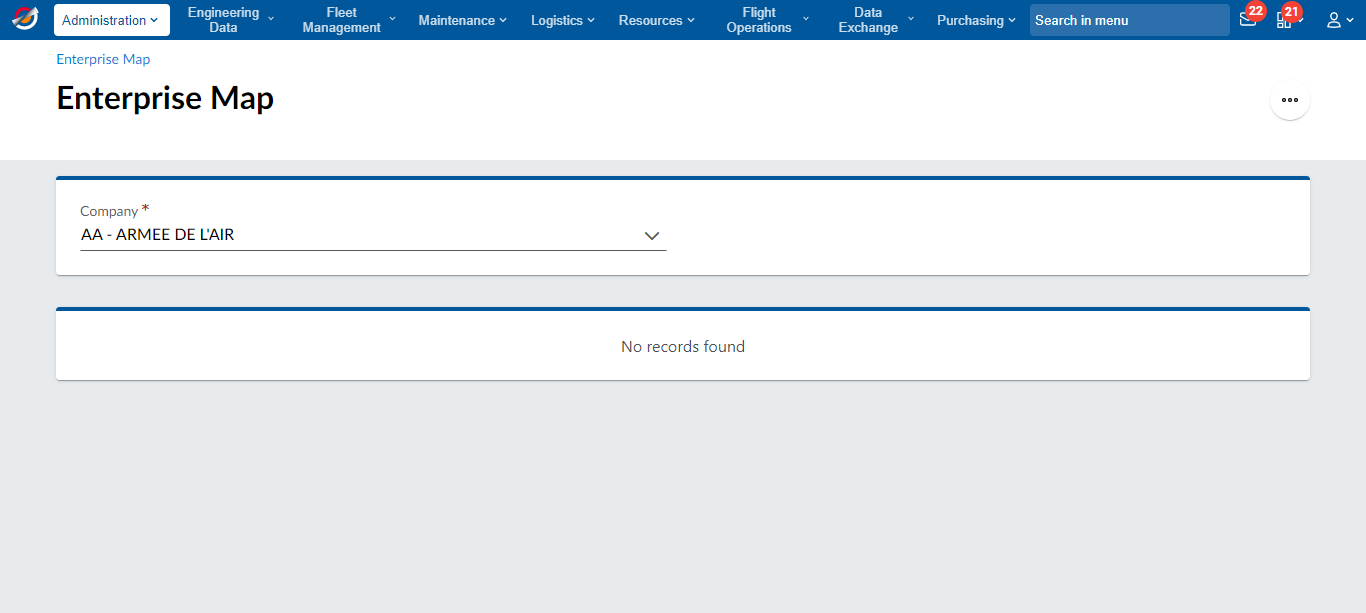 Administration
Engineering
Data
Fleet
Management
Maintenance
Logistics
Resources
Flight
Operations
Data
Exchange
Purchasing
Search in menu
22
21
Enterprise Map
Enterprise Map
Company *
AA - ARMEE DE L'AIR
No records found